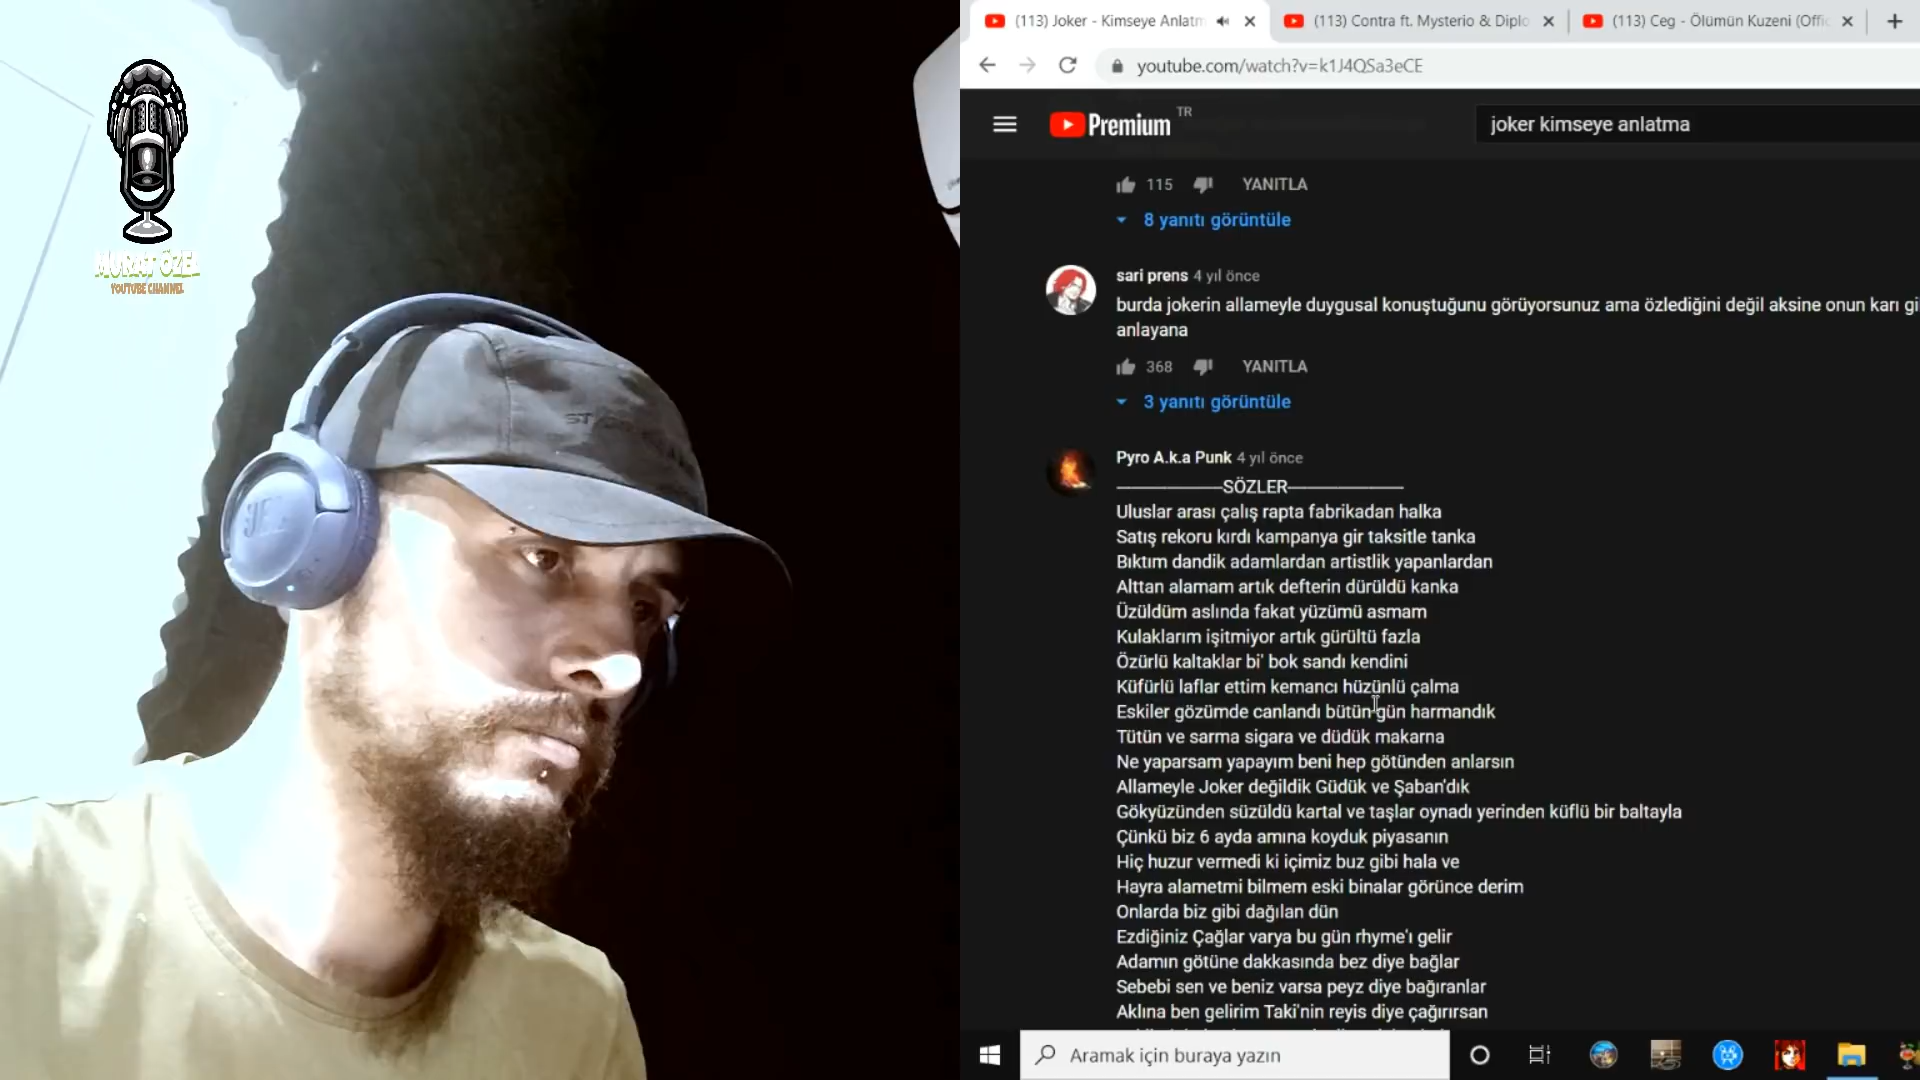 MURAT ÖZEL
YOUTUBE CHANNEL
JBL
(113) Joker - Kimseye Anlatm
(113) Contra ft. Mysterio & Diplo
(113) Ceg - Ölümün Kuzeni (Offic
youtube.com/watch?v=k1J4QSa3eCE
Premium TR
joker kimseye anlatma
115 YANITLA
8 yanıtı görüntüle
sari prens 4 yıl önce
burda jokerin allameyle duygusal konuştuğunu görüyorsunuz ama özlediğini değil aksine onun karı gi
anlayana
368 YANITLA
3 yanıtı görüntüle
Pyro A.k.a Punk 4 yıl önce
——————SÖZLER——————
Uluslar arası çalış rapta fabrikadan halka
Satış rekoru kırdı kampanya gir taksitle tanka
Bıktım dandik adamlardan artistlik yapanlardan
Alttan alamam artık defterin dürüldü kanka
Üzüldüm aslında fakat yüzümü asmam
Kulaklarım işitmiyor artık gürültü fazla
Özürlü kaltaklar bi' bok sandı kendini
Küfürlü laflar ettim kemancı hüzünlü çalma
Eskiler gözümde canlandı bütün gün harmandık
Tütün ve sarma sigara ve düdük makarna
Ne yaparsam yapayım beni hep götünden anlarsın
Allameyle Joker değildik Güdük ve Şaban'dık
Gökyüzünden süzüldü kartal ve taşlar oynadı yerinden küflü bir baltayla
Çünkü biz 6 ayda amına koyduk piyasanın
Hiç huzur vermedi ki içimiz buz gibi hala ve
Hayra alametmi bilmem eski binalar görünce derim
Onlarda biz gibi dağılan dün
Ezdiğiniz Çağlar varya bu gün rhyme'ı gelir
Adamın götüne dakkasında bez diye bağlar
Sebebi sen ve beniz varsa peyz diye bağıranlar
Aklına ben gelirim Taki'nin reyis diye çağırırsan
Aramak için buraya yazın